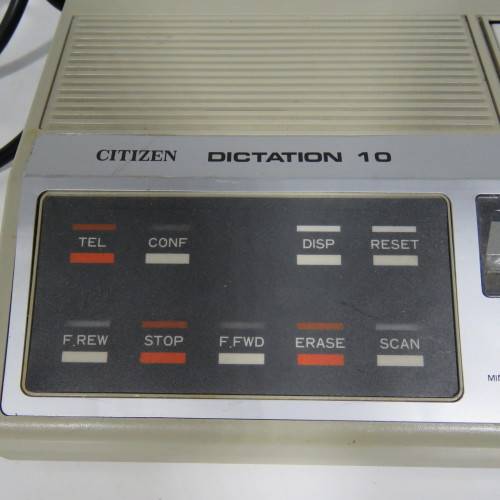 CITIZEN DICTATION 10
TEL CONF DISP RESET
F.REW STOP F.FWD ERASE SCAN